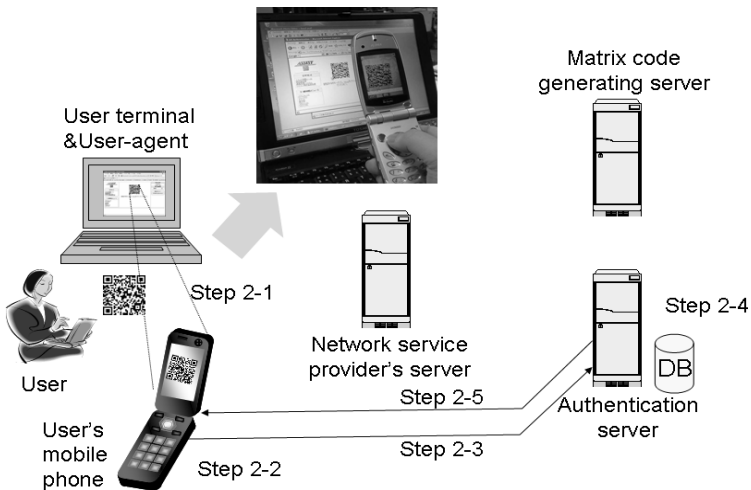 Matrix code
generating server
User terminal
&User-agent
Step 2-1
Step 2-4
Network service
provider's server
DB
User
Step 2-5
Authentication
server
User's
mobile
phone
Step 2-2
Step 2-3